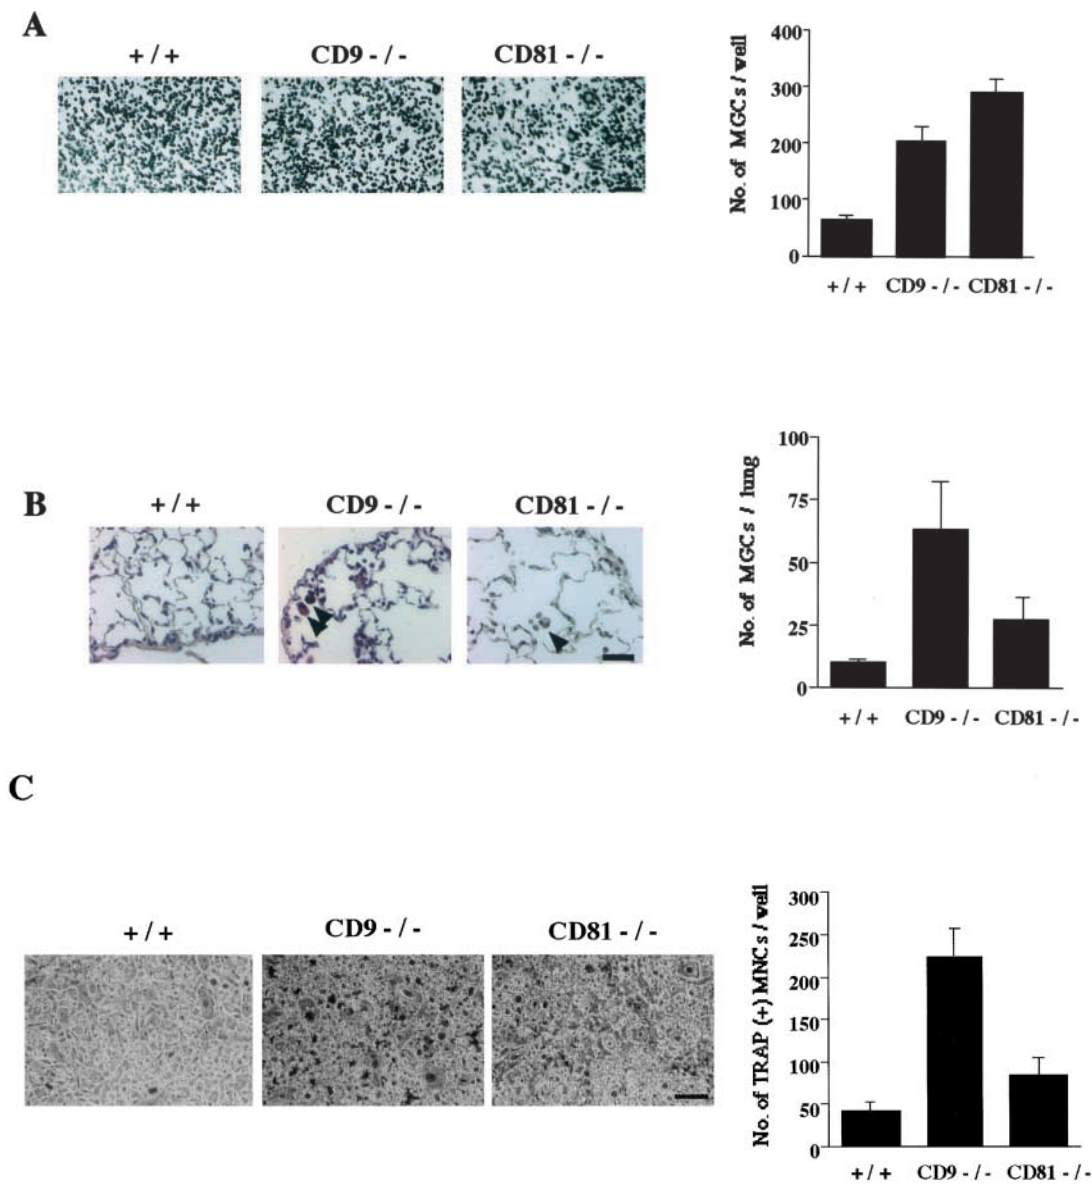 A
+ / +
CD9 - / -
CD81 - / -
No. of MGCs / well
400
300
200
100
0
+ / +
CD9 - / -
CD81 - / -
B
+ / +
CD9 - / -
CD81 - / -
No. of MGCs / lung
100
75
50
25
0
+ / +
CD9 - / -
CD81 - / -
C
+ / +
CD9 - / -
CD81 - / -
No. of TRAP (+) MNCs / well
300
250
200
150
100
50
0
+ / +
CD9 - / -
CD81 - / -